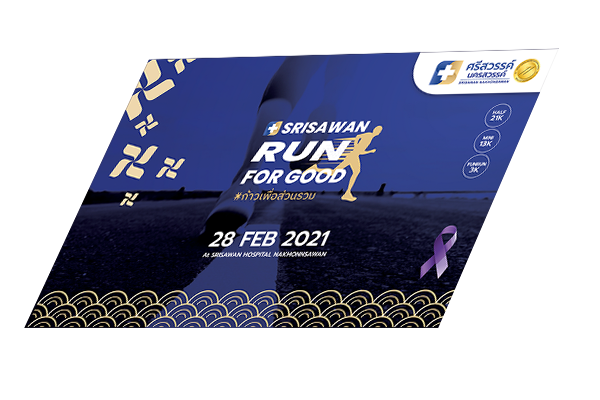 ศรีสวรรค์
นครสวรรค์
SRISAWAN NAKHONSAWAN
HALF
21K
MINI
13K
FUNRUN
3K
SRISAWAN
RUN
FOR GOOD
#ก้าวเพื่อส่วนรวม
28 FEB 2021
At SRISAWAN HOSPITAL NAKHONNSAWAN